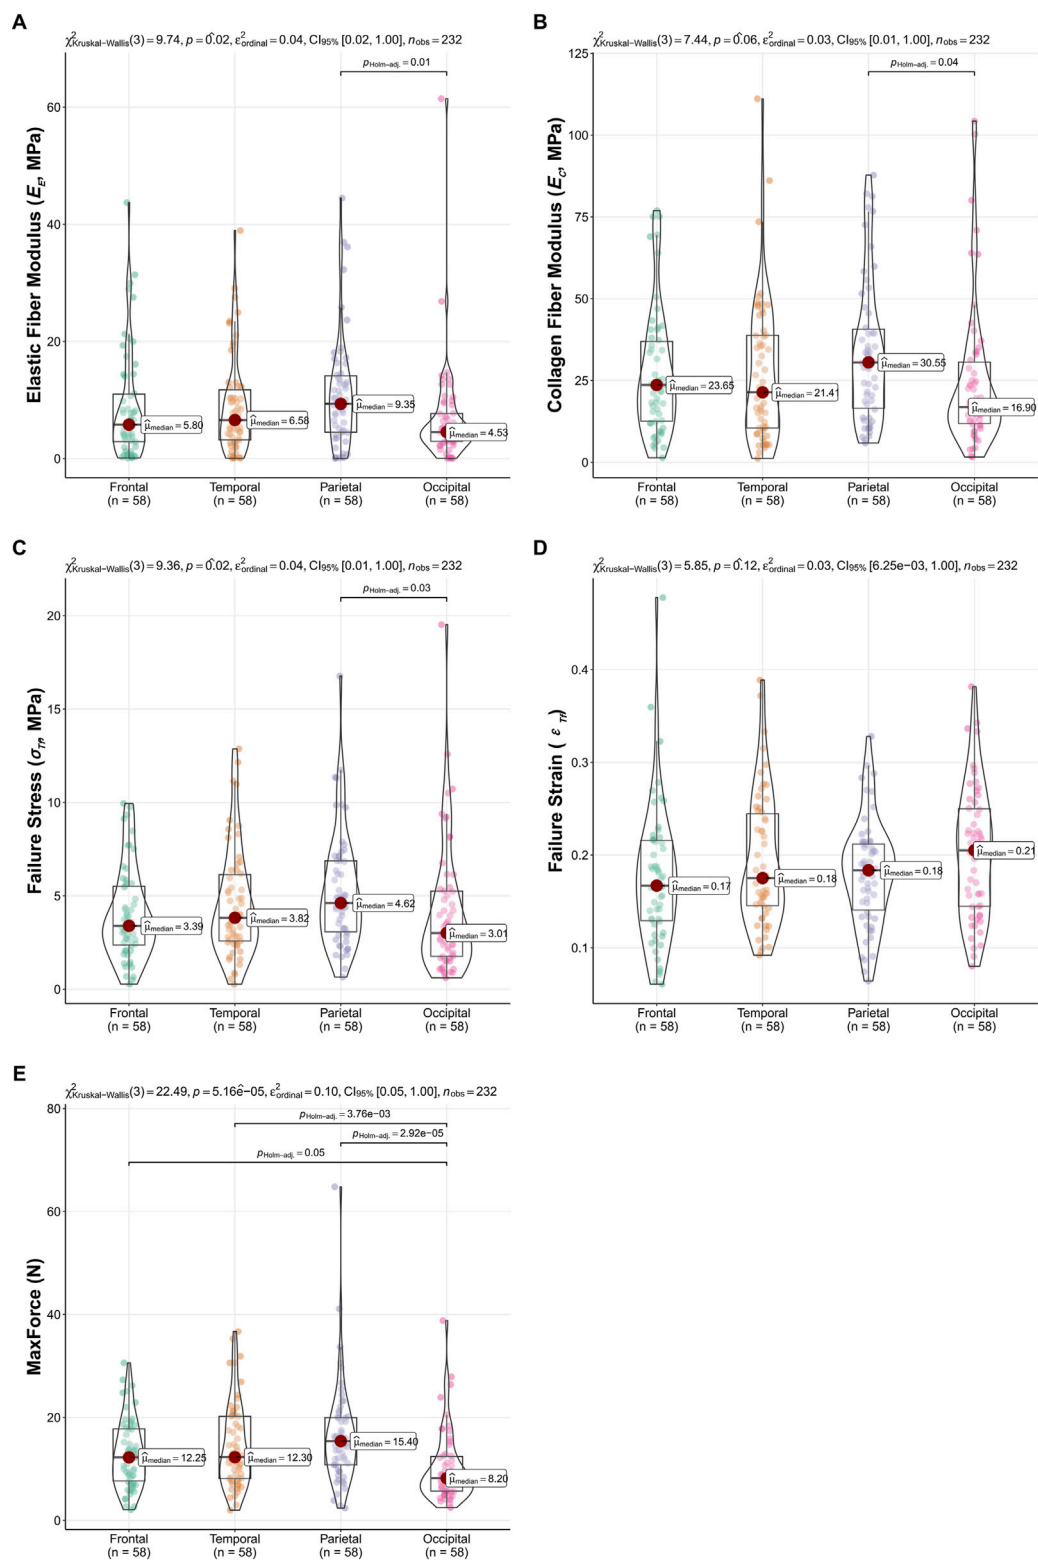 A
χ²Kruskal−Wallis(3) = 9.74, p = 0.02, ε̂²ordinal = 0.04, CI95% [0.02, 1.00], nobs = 232
pHolm−adj. = 0.01
Elastic Fiber Modulus (EE, MPa)
60
40
20
0
μ̂median = 5.80
μ̂median = 6.58
μ̂median = 9.35
μ̂median = 4.53
Frontal Temporal Parietal Occipital
(n = 58) (n = 58) (n = 58) (n = 58)
B
χ²Kruskal−Wallis(3) = 7.44, p = 0.06, ε̂²ordinal = 0.03, CI95% [0.01, 1.00], nobs = 232
pHolm−adj. = 0.04
Collagen Fiber Modulus (EC, MPa)
125
100
75
50
25
0
μ̂median = 23.65
μ̂median = 21.41
μ̂median = 30.55
μ̂median = 16.90
Frontal Temporal Parietal Occipital
(n = 58) (n = 58) (n = 58) (n = 58)
C
χ²Kruskal−Wallis(3) = 9.36, p = 0.02, ε̂²ordinal = 0.04, CI95% [0.01, 1.00], nobs = 232
pHolm−adj. = 0.03
Failure Stress (σTf, MPa)
20
15
10
5
0
μ̂median = 3.39
μ̂median = 3.82
μ̂median = 4.62
μ̂median = 3.01
Frontal Temporal Parietal Occipital
(n = 58) (n = 58) (n = 58) (n = 58)
D
χ²Kruskal−Wallis(3) = 5.85, p = 0.12, ε̂²ordinal = 0.03, CI95% [6.25e−03, 1.00], nobs = 232
Failure Strain ( ε Tf)
0.4
0.3
0.2
0.1
μ̂median = 0.17
μ̂median = 0.18
μ̂median = 0.18
μ̂median = 0.21
Frontal Temporal Parietal Occipital
(n = 58) (n = 58) (n = 58) (n = 58)
E
χ²Kruskal−Wallis(3) = 22.49, p = 5.16e−05, ε̂²ordinal = 0.10, CI95% [0.05, 1.00], nobs = 232
pHolm−adj. = 3.76e−03
pHolm−adj. = 2.92e−05
pHolm−adj. = 0.05
MaxForce (N)
80
60
40
20
0
μ̂median = 12.25
μ̂median = 12.30
μ̂median = 15.40
μ̂median = 8.20
Frontal Temporal Parietal Occipital
(n = 58) (n = 58) (n = 58) (n = 58)